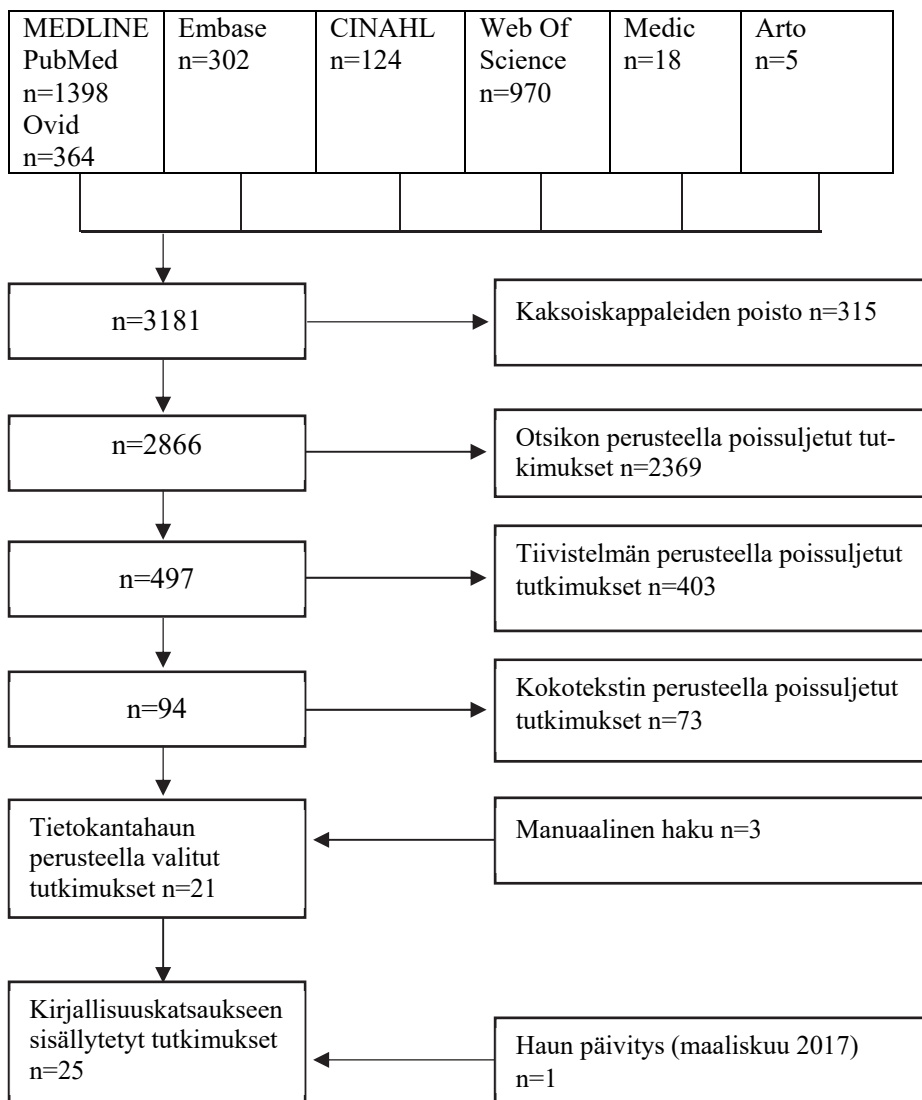 MEDLINE
PubMed
n=1398
Ovid
n=364
Embase
n=302
CINAHL
n=124
Web Of
Science
n=970
Medic
n=18
Arto
n=5
n=3181
Kaksoiskappaleiden poisto n=315
n=2866
Otsikon perusteella poissuljetut tut-
kimukset n=2369
n=497
Tiivistelmän perusteella poissuljetut
tutkimukset n=403
n=94
Kokotekstin perusteella poissuljetut
tutkimukset n=73
Tietokantahaun
perusteella valitut
tutkimukset n=21
Manuaalinen haku n=3
Kirjallisuuskatsaukseen
sisällytetyt tutkimukset
n=25
Haun päivitys (maaliskuu 2017)
n=1